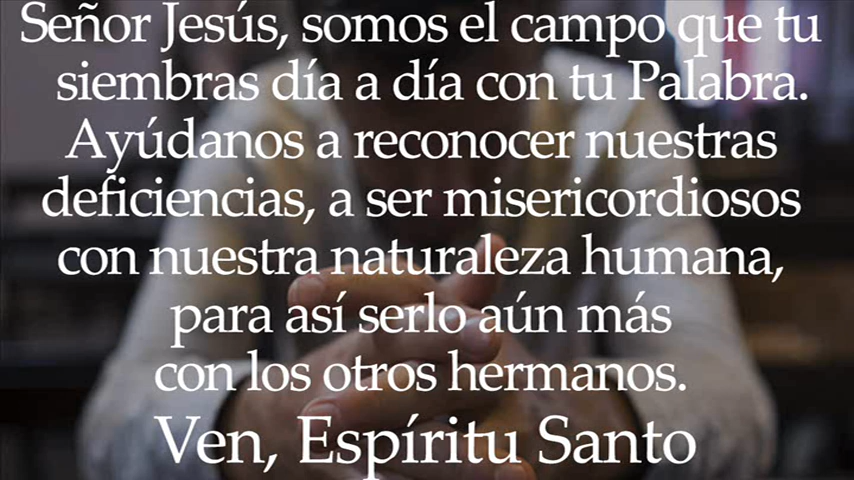 Señor Jesús, somos el campo que tu
siembras día a día con tu Palabra.
Ayúdanos a reconocer nuestras
deficiencias, a ser misericordiosos
con nuestra naturaleza humana,
para así serlo aún más
con los otros hermanos.
Ven, Espíritu Santo